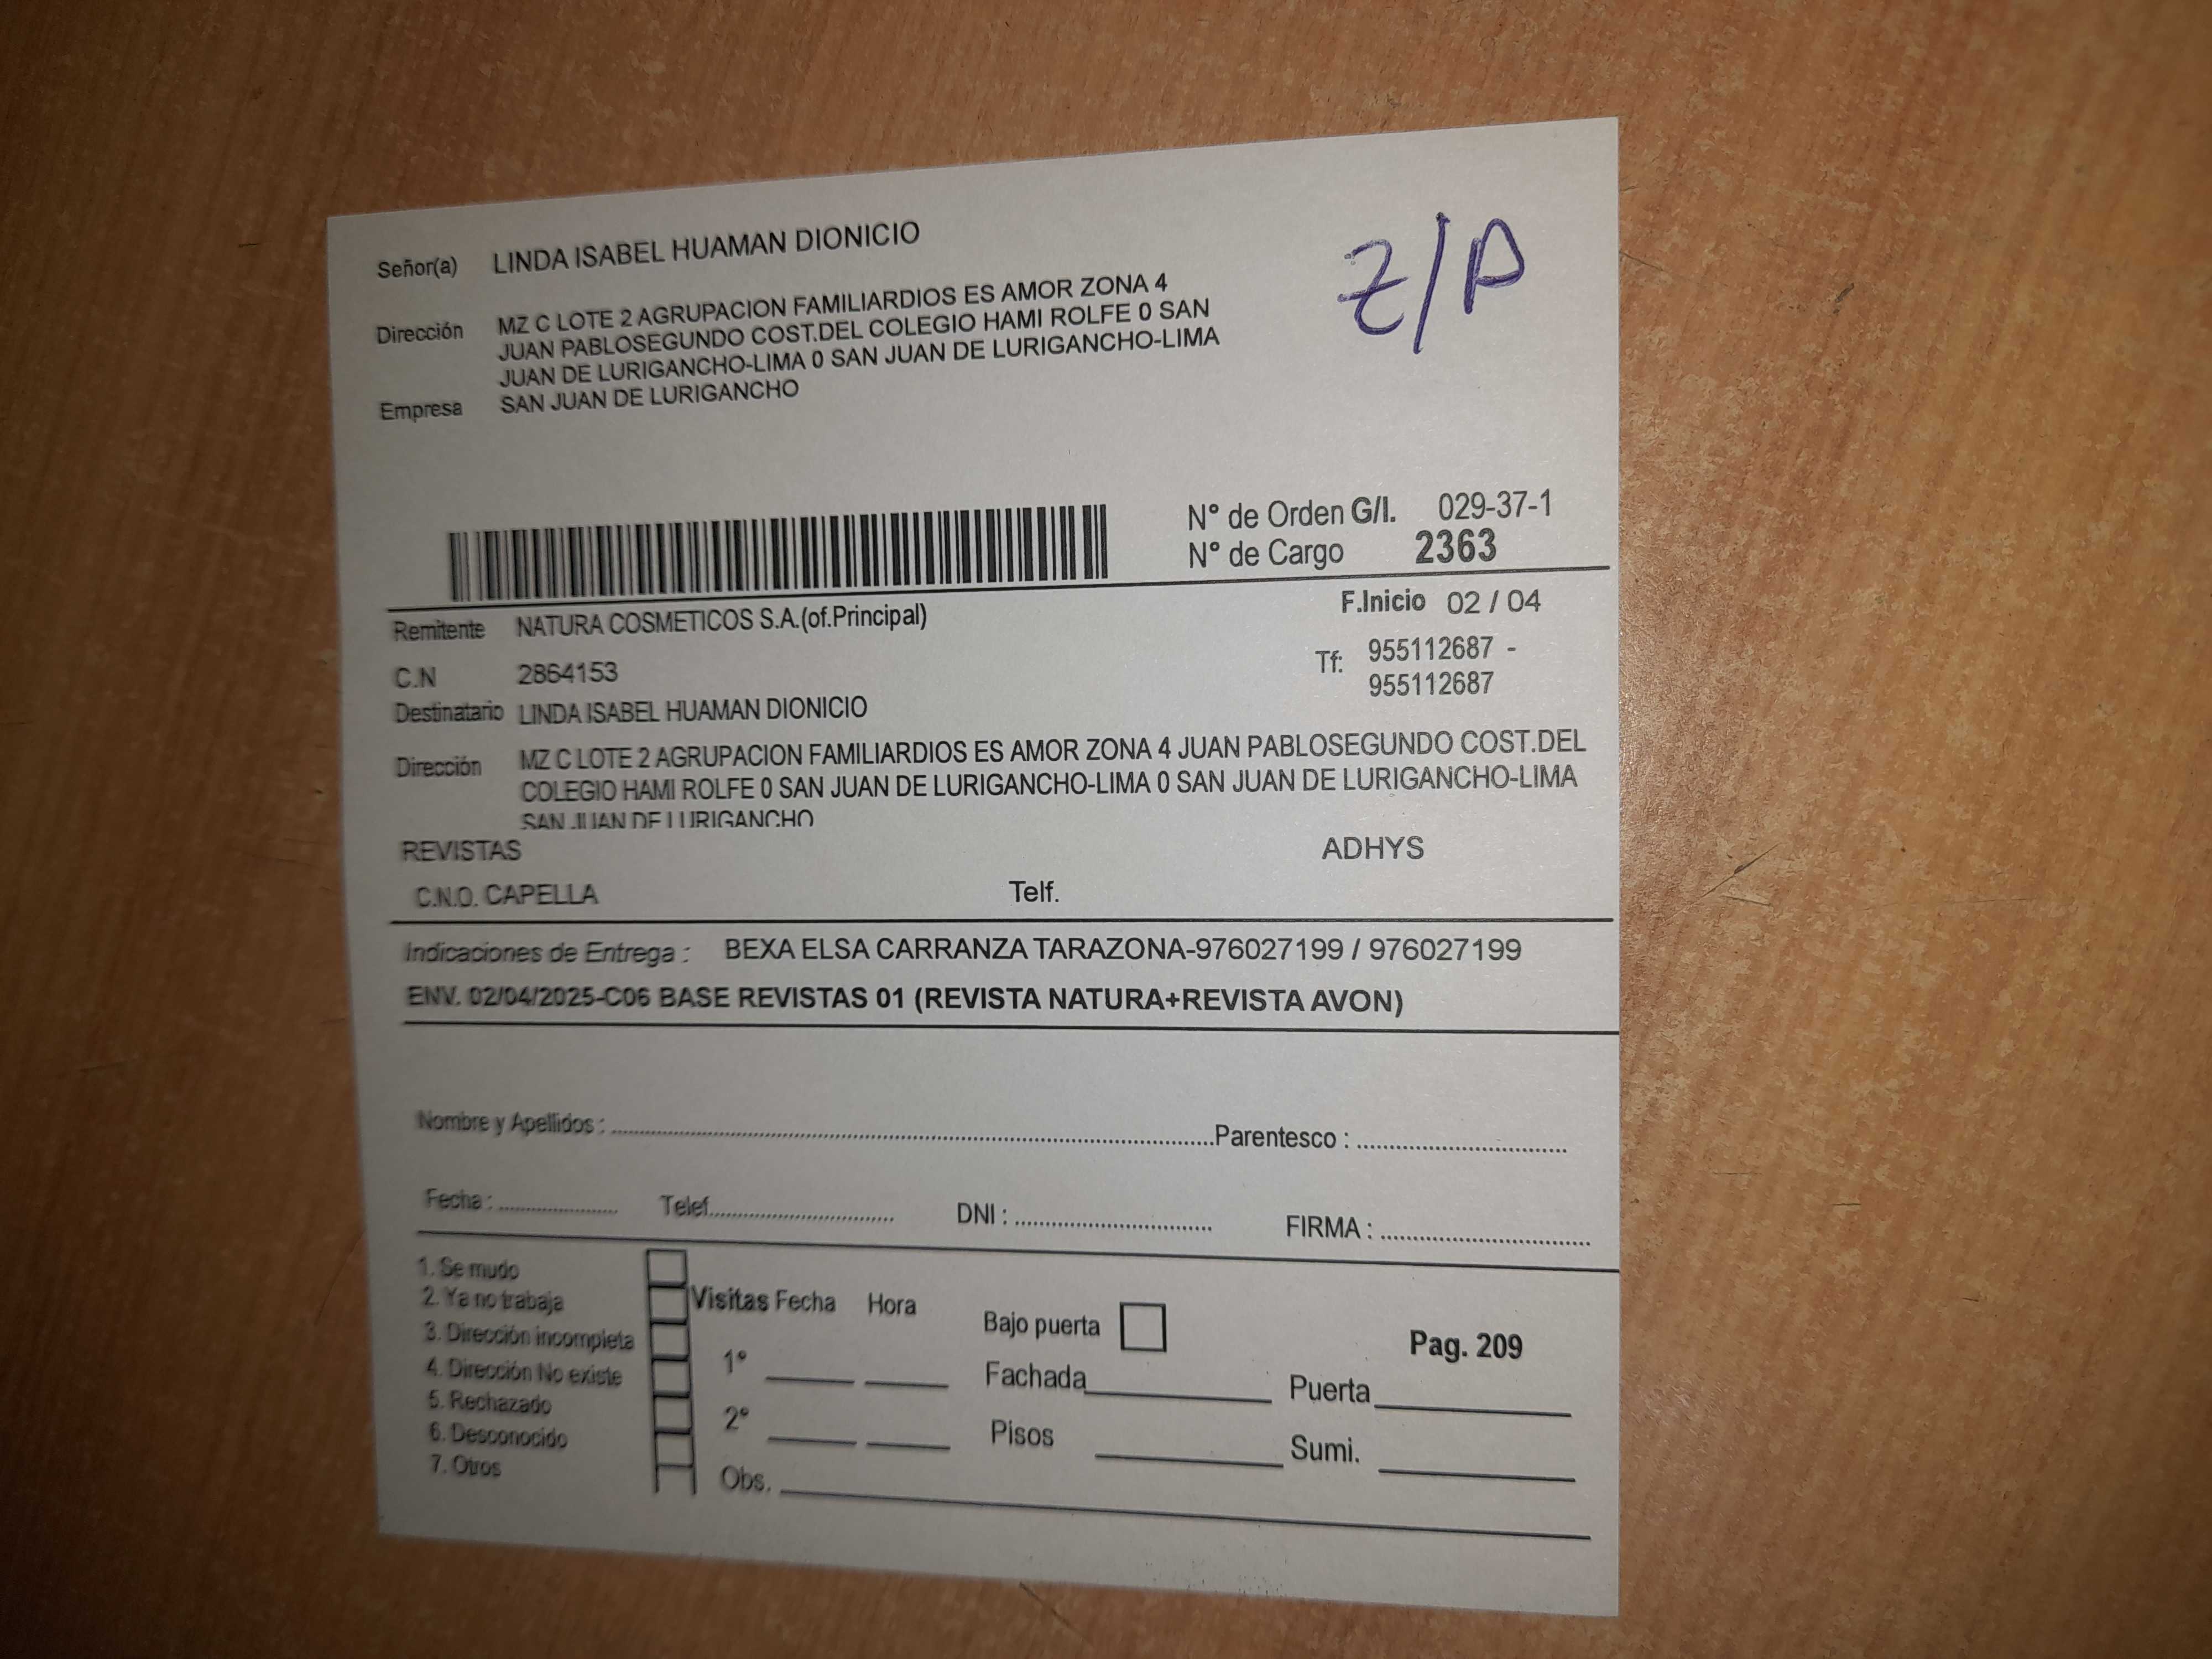 Señor(a) LINDA ISABEL HUAMAN DIONICIO
Z/P
Dirección MZ C LOTE 2 AGRUPACION FAMILIARDIOS ES AMOR ZONA 4
JUAN PABLOSEGUNDO COST.DEL COLEGIO HAMI ROLFE 0 SAN
JUAN DE LURIGANCHO-LIMA 0 SAN JUAN DE LURIGANCHO-LIMA
Empresa SAN JUAN DE LURIGANCHO
N° de Orden G/I. 029-37-1
N° de Cargo 2363
Remitente NATURA COSMETICOS S.A.(of.Principal) F.Inicio 02 / 04
C.N 2864153 Tf: 955112687 -
955112687
Destinatario LINDA ISABEL HUAMAN DIONICIO
Dirección MZ C LOTE 2 AGRUPACION FAMILIARDIOS ES AMOR ZONA 4 JUAN PABLOSEGUNDO COST.DEL
COLEGIO HAMI ROLFE 0 SAN JUAN DE LURIGANCHO-LIMA 0 SAN JUAN DE LURIGANCHO-LIMA
SAN JUAN DE LURIGANCHO
REVISTAS ADHYS
C.N.O. CAPELLA Telf.
Indicaciones de Entrega : BEXA ELSA CARRANZA TARAZONA-976027199 / 976027199
ENV. 02/04/2025-C06 BASE REVISTAS 01 (REVISTA NATURA+REVISTA AVON)
Nombre y Apellidos : Parentesco :
Fecha : Telef. DNI : FIRMA :
1. Se mudo
2. Ya no trabaja Visitas Fecha Hora
3. Dirección incompleta Bajo puerta Pag. 209
4. Dirección No existe 1° Fachada Puerta
5. Rechazado
6. Desconocido 2° Pisos Sumi.
7. Otros Obs.